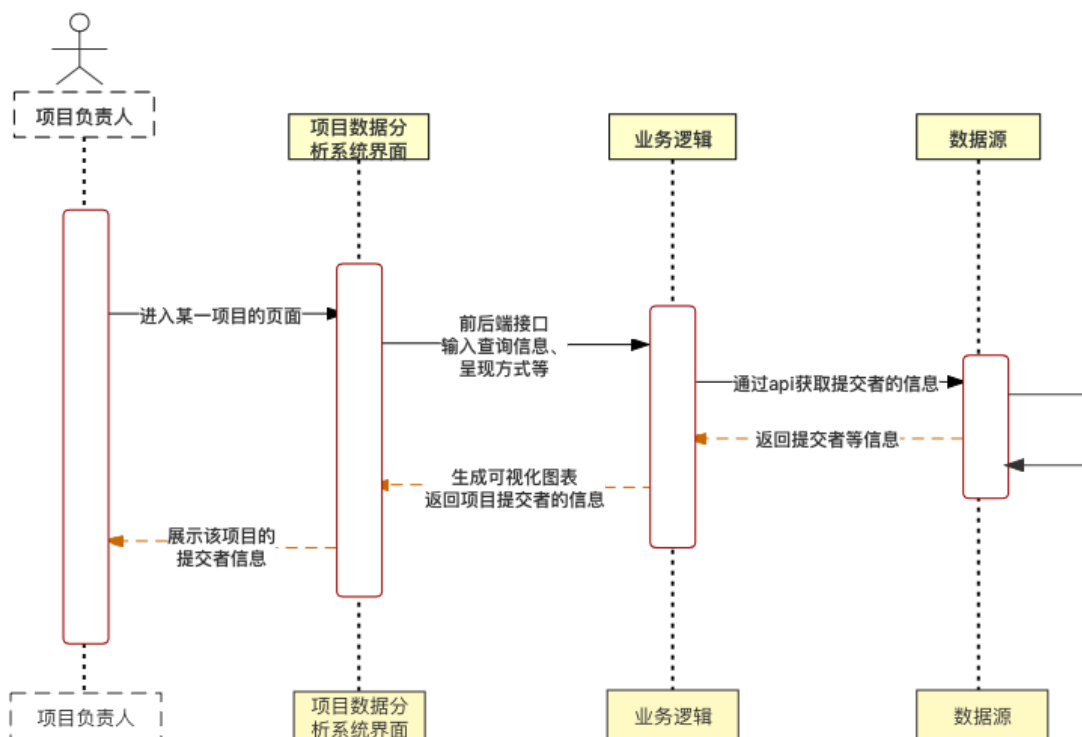 项目负责人
项目数据分
析系统界面
业务逻辑
数据源
进入某一项目的页面
前后端接口
输入查询信息、
呈现方式等
通过api获取提交者的信息
返回提交者等信息
生成可视化图表
返回项目提交者的信息
展示该项目的
提交者信息
项目负责人
项目数据分
析系统界面
业务逻辑
数据源